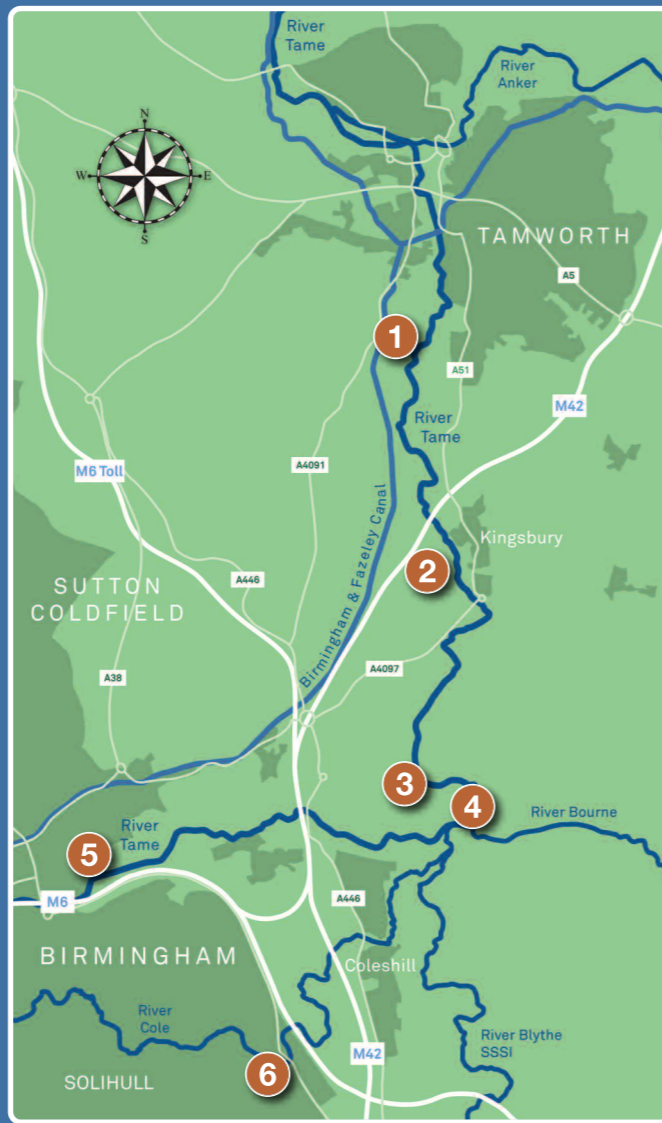 River
Tame
River
Anker
N
W
E
S
TAMWORTH
A5
1
A51
M42
River
Tame
A4091
M6 Toll
Birmingham & Fazeley Canal
Kingsbury
2
A446
SUTTON
COLDFIELD
A4097
A38
3
4
River Bourne
River
Tame
5
M6
A446
BIRMINGHAM
Coleshill
River
Cole
River Blythe
SSSI
M42
6
SOLIHULL